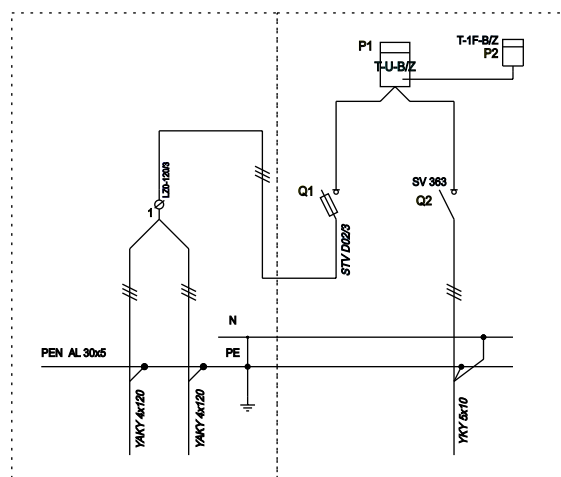 P1
T-U-B/Z
T-1F-B/Z
P2
LZ0-120/3
1
Q1
STV D02/3
SV 363
Q2
N
PEN AL 30x5
PE
YAKY 4x120
YAKY 4x120
YKY 5x10